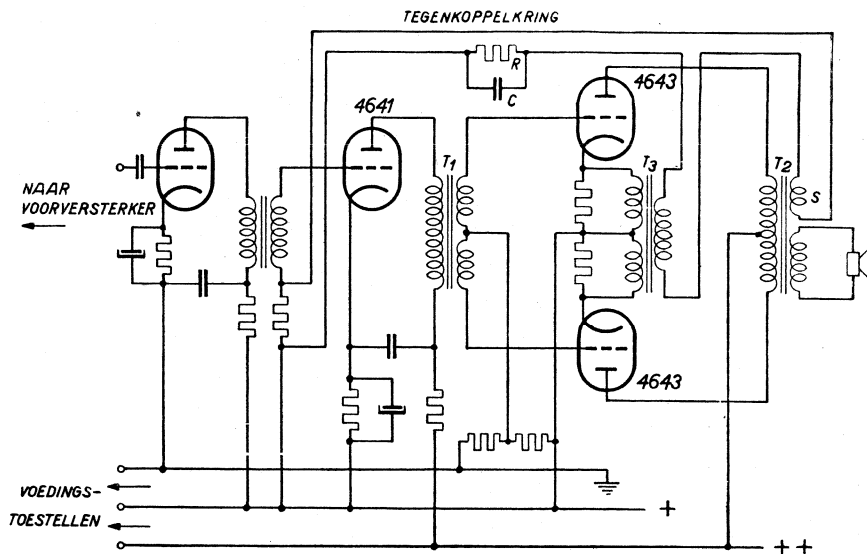 TEGENKOPPELKRING
R
C
4641
4643
T1
T3
T2
S
NAAR
VOORVERSTERKER
4643
VOEDINGS-
TOESTELLEN
+
+ +